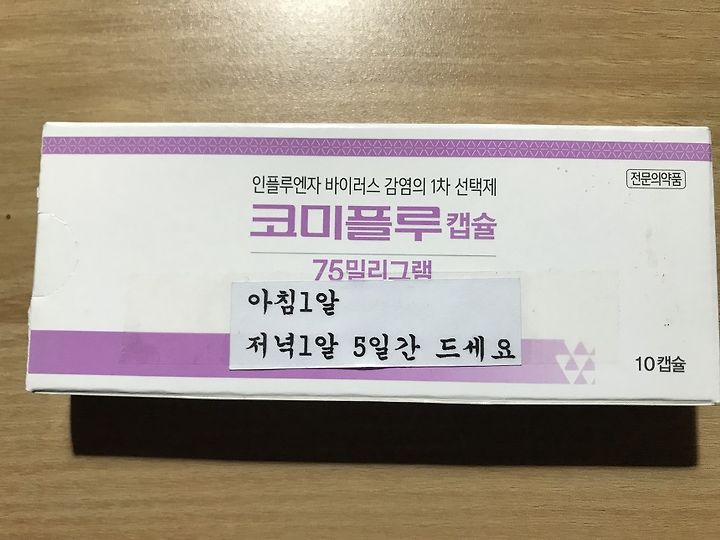 인플루엔자 바이러스 감염의 1차 선택제
전문의약품
코미플루 캡슐
75밀리그램
아침1알
저녁1알 5일간 드세요
10캡슐